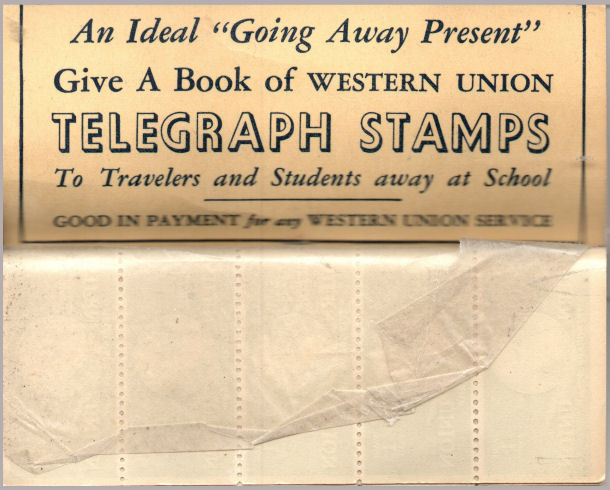 An Ideal “Going Away Present”
Give A Book of WESTERN UNION
TELEGRAPH STAMPS
To Travelers and Students away at School
GOOD IN PAYMENT for any WESTERN UNION SERVICE